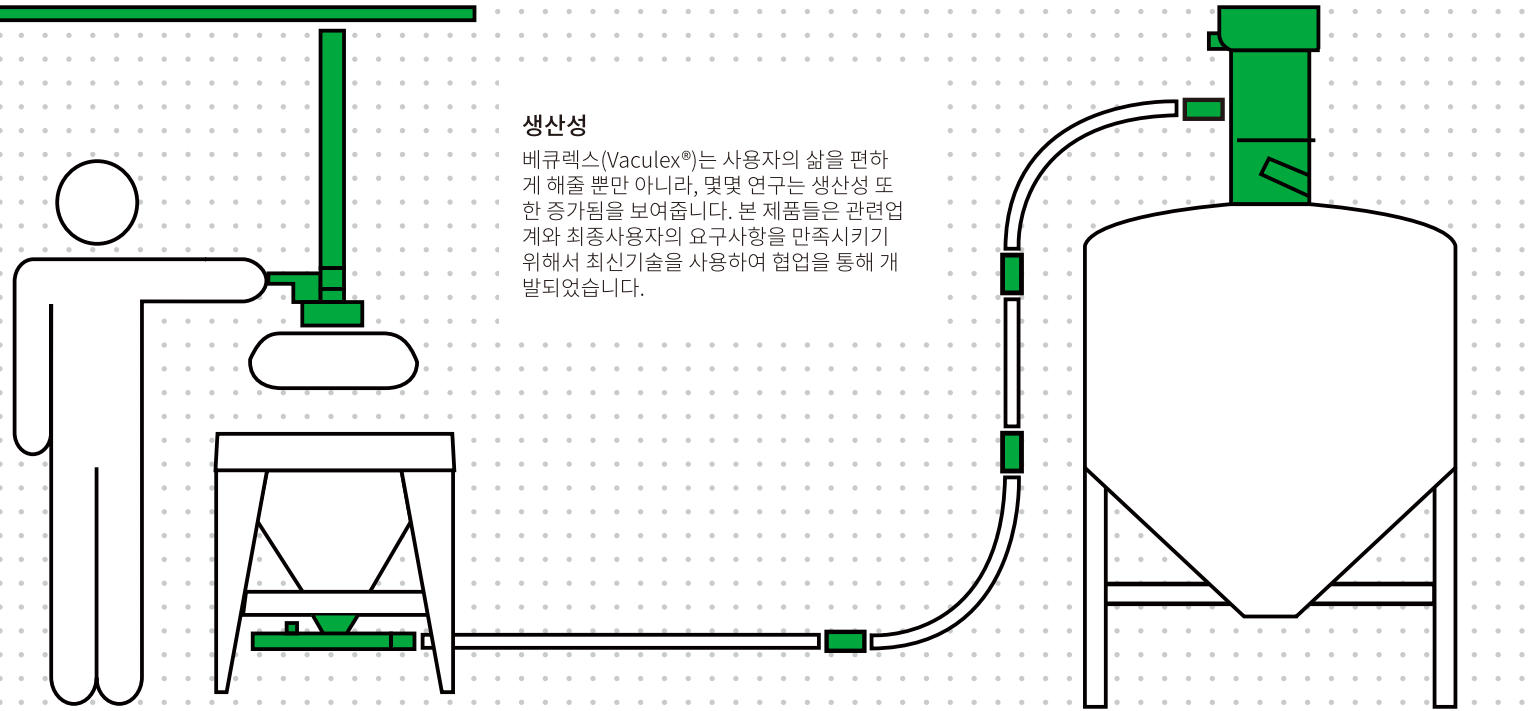 생산성
베큐렉스(Vaculex®)는 사용자의 삶을 편하
게 해줄 뿐만 아니라, 몇몇 연구는 생산성 또
한 증가됨을 보여줍니다. 본 제품들은 관련업
계와 최종사용자의 요구사항을 만족시키기
위해서 최신기술을 사용하여 협업을 통해 개
발되었습니다.